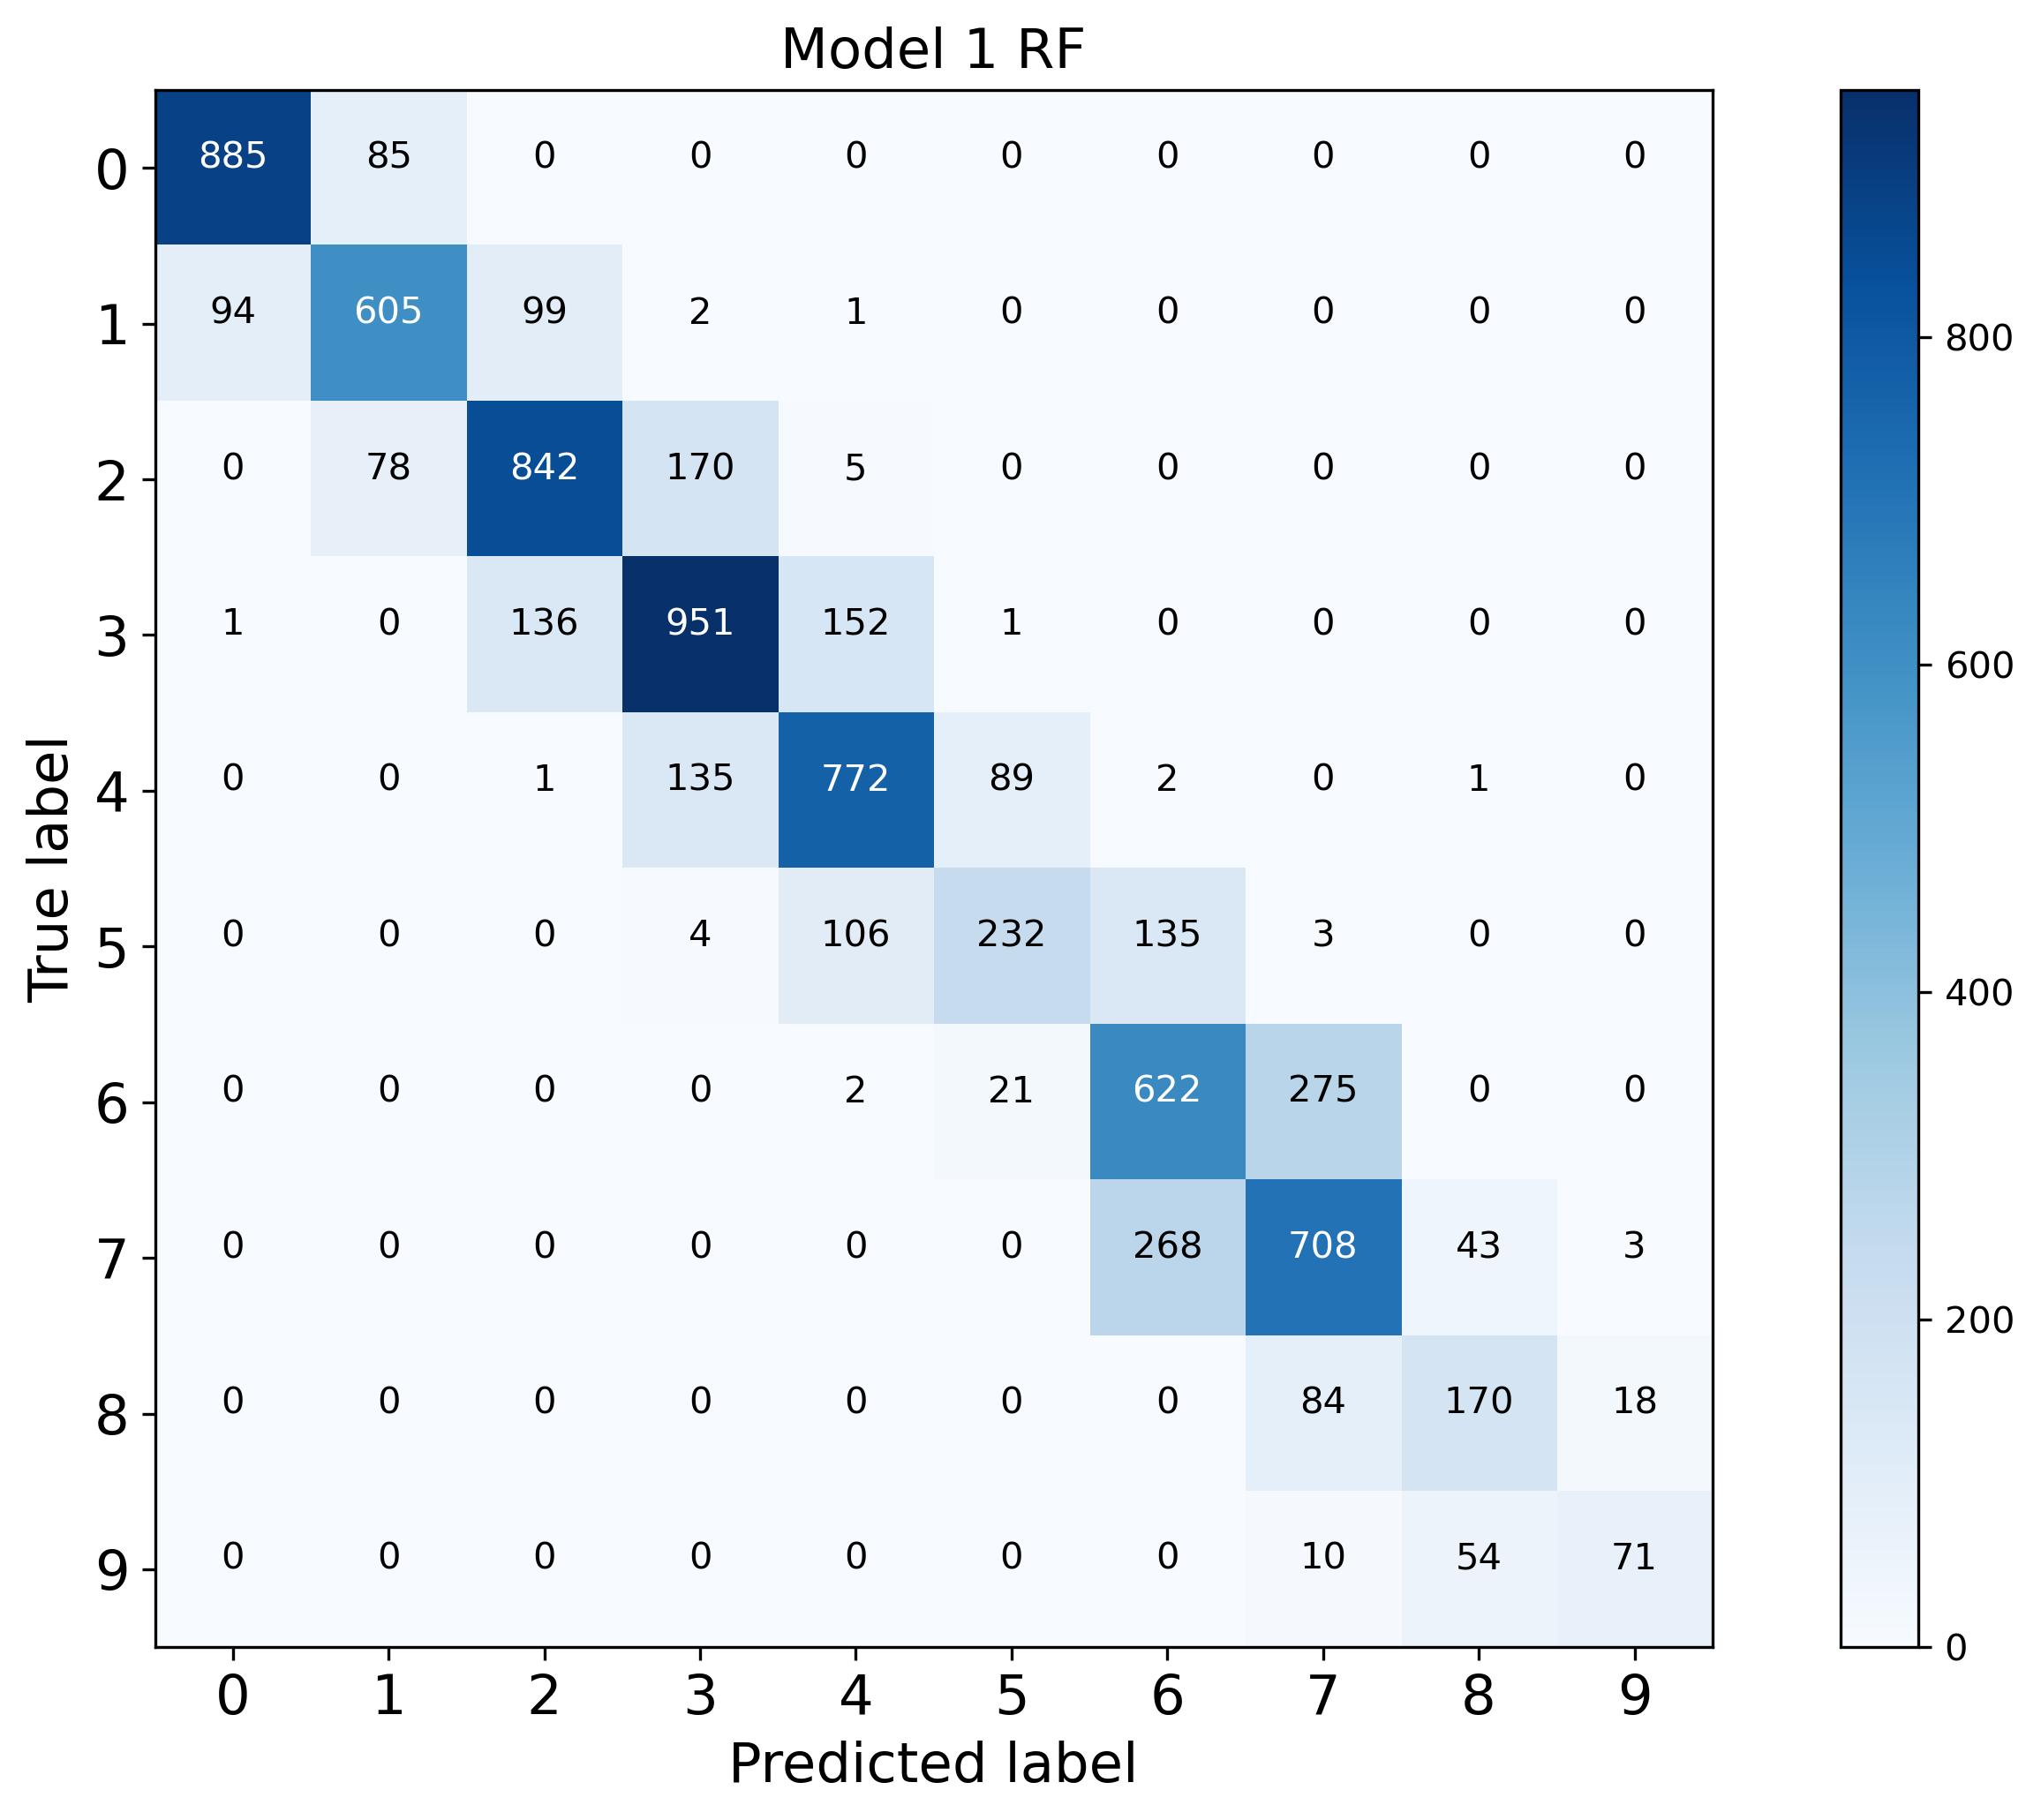 Model 1 RF
0 885 85 0 0 0 0 0 0 0 0
1 94 605 99 2 1 0 0 0 0 0
2 0 78 842 170 5 0 0 0 0 0
3 1 0 136 951 152 1 0 0 0 0
4 0 0 1 135 772 89 2 0 1 0
5 0 0 0 4 106 232 135 3 0 0
6 0 0 0 0 2 21 622 275 0 0
7 0 0 0 0 0 0 268 708 43 3
8 0 0 0 0 0 0 0 84 170 18
9 0 0 0 0 0 0 0 10 54 71
0 1 2 3 4 5 6 7 8 9
Predicted label
True label
800
600
400
200
0